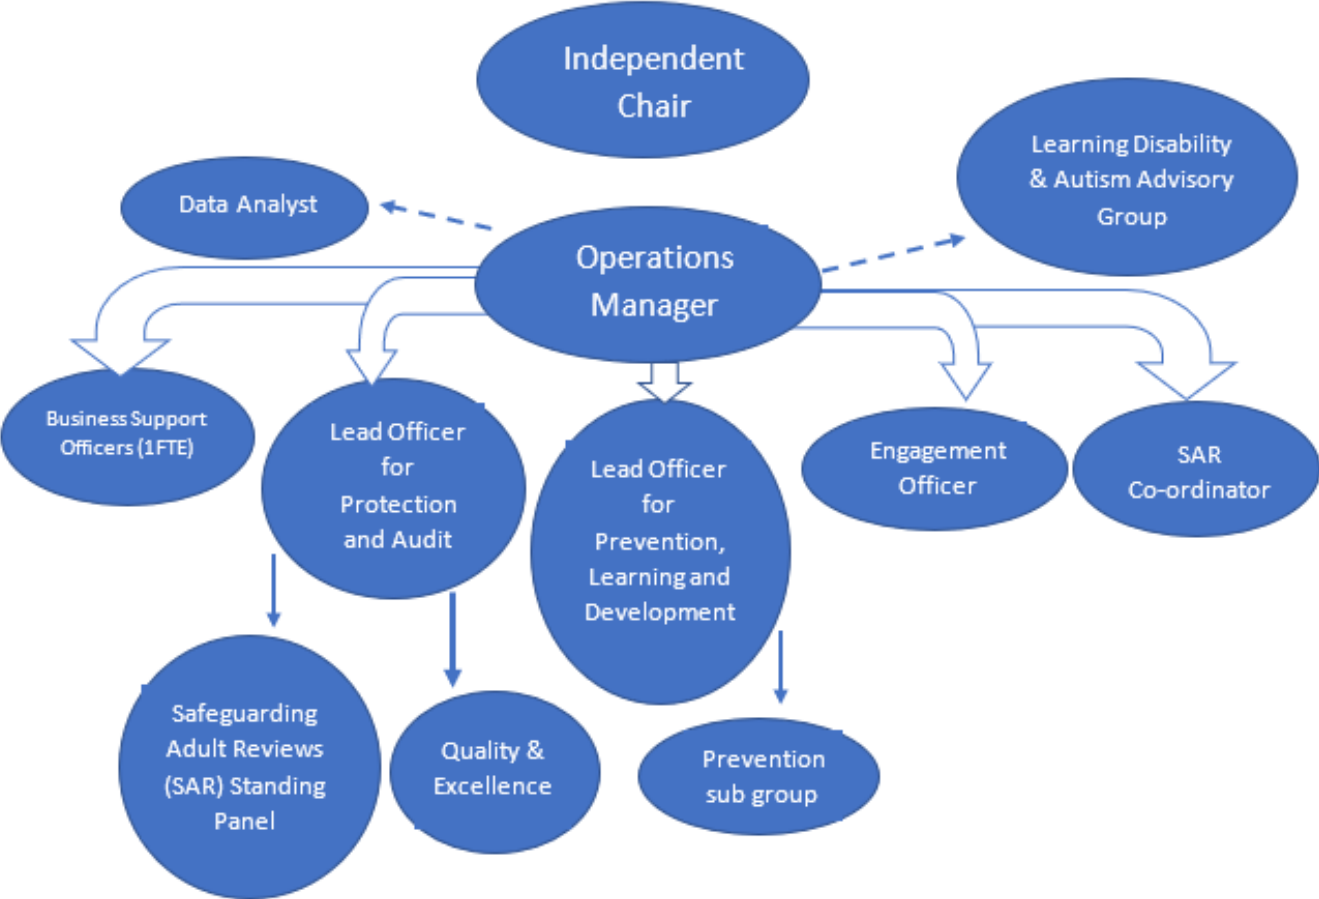 Independent
Chair
Learning Disability
& Autism Advisory
Group
Data Analyst
Operations
Manager
Business Support
Officers (1FTE)
Lead Officer
for
Protection
and Audit
Lead Officer
for
Prevention,
Learning and
Development
Engagement
Officer
SAR
Co-ordinator
Safeguarding
Adult Reviews
(SAR) Standing
Panel
Quality &
Excellence
Prevention
sub group